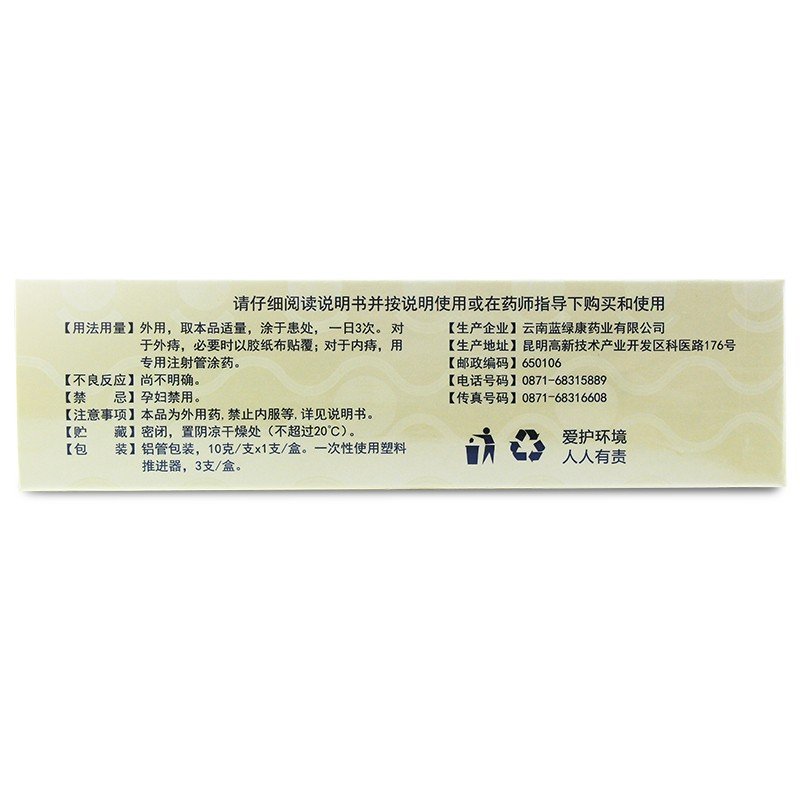 请仔细阅读说明书并按说明使用或在药师指导下购买和使用
【用法用量】外用，取本品适量，涂于患处，一日3次。对
于外痔，必要时以胶纸布贴覆；对于内痔，用
专用注射管涂药。
【不良反应】尚不明确。
【禁　　忌】孕妇禁用。
【注意事项】本品为外用药,禁止内服等,详见说明书。
【贮　　藏】密闭，置阴凉干燥处（不超过20℃）。
【包　　装】铝管包装，10克/支x1支/盒。一次性使用塑料
推进器，3支/盒。
【生产企业】云南蓝绿康药业有限公司
【生产地址】昆明高新技术产业开发区科医路176号
【邮政编码】650106
【电话号码】0871-68315889
【传真号码】0871-68316608
爱护环境
人人有责